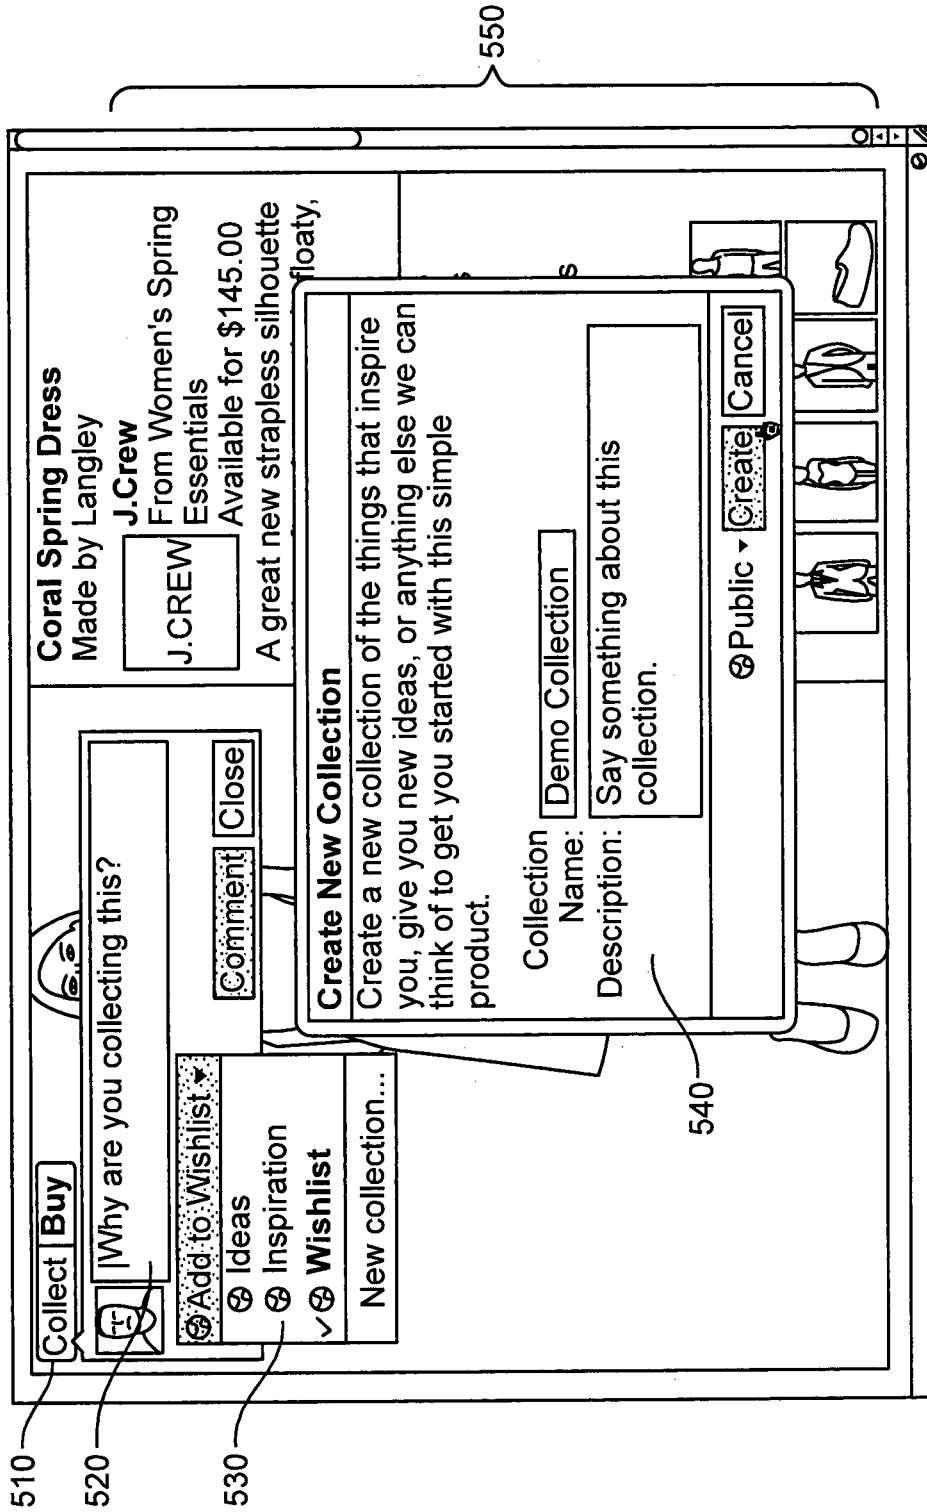 510
520
530
540
550
Collect
Buy
Why are you collecting this?
Comment
Close
Add to Wishlist
Ideas
Inspiration
Wishlist
New collection...
Coral Spring Dress
Made by Langley
J.CREW
J.Crew
From Women's Spring
Essentials
Available for $145.00
A great new strapless silhouette
floaty,
s
s
Create New Collection
Create a new collection of the things that inspire
you, give you new ideas, or anything else we can
think of to get you started with this simple
product.
Collection
Name:
Demo Collection
Description:
Say something about this
collection.
Public
Create
Cancel